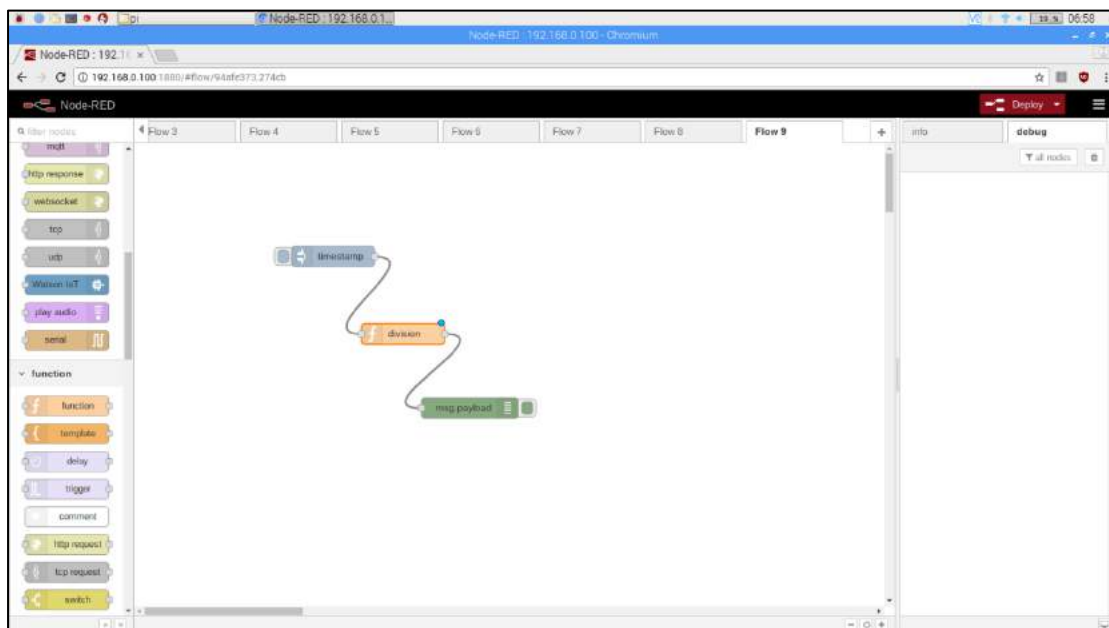 pi
Node-RED : 192.168.0.1...
06:58
Node-RED : 192.168.0.100 - Chromium
Node-RED : 192.1
192.168.0.100:1880/#flow/94afe373.274cb
Node-RED
Deploy
filter nodes
Flow 3
Flow 4
Flow 5
Flow 6
Flow 7
Flow 8
Flow 9
info
debug
all nodes
mqtt
http response
websocket
tcp
udp
Watson IoT
play audio
serial
function
function
template
delay
trigger
comment
http request
tcp request
switch
timestamp
division
msg.payload